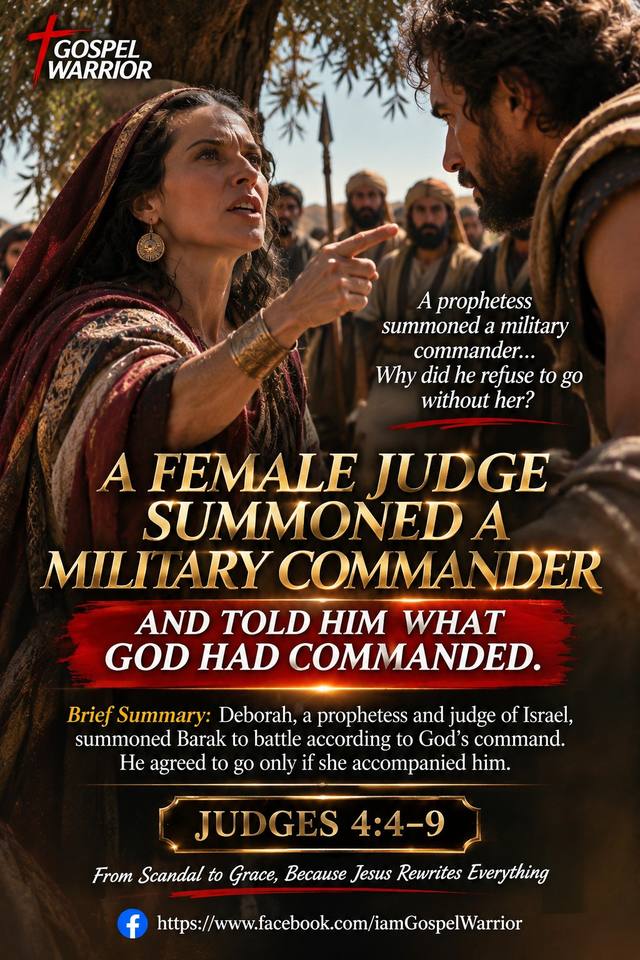 GOSPEL
WARRIOR
A prophetess
summoned a military
commander...
Why did he refuse to go
without her?
A FEMALE JUDGE
SUMMONED A
MILITARY COMMANDER
AND TOLD HIM WHAT
GOD HAD COMMANDED.
Brief Summary: Deborah, a prophetess and judge of Israel,
summoned Barak to battle according to God's command.
He agreed to go only if she accompanied him.
JUDGES 4:4–9
From Scandal to Grace, Because Jesus Rewrites Everything
https://www.facebook.com/iamGospelWarrior